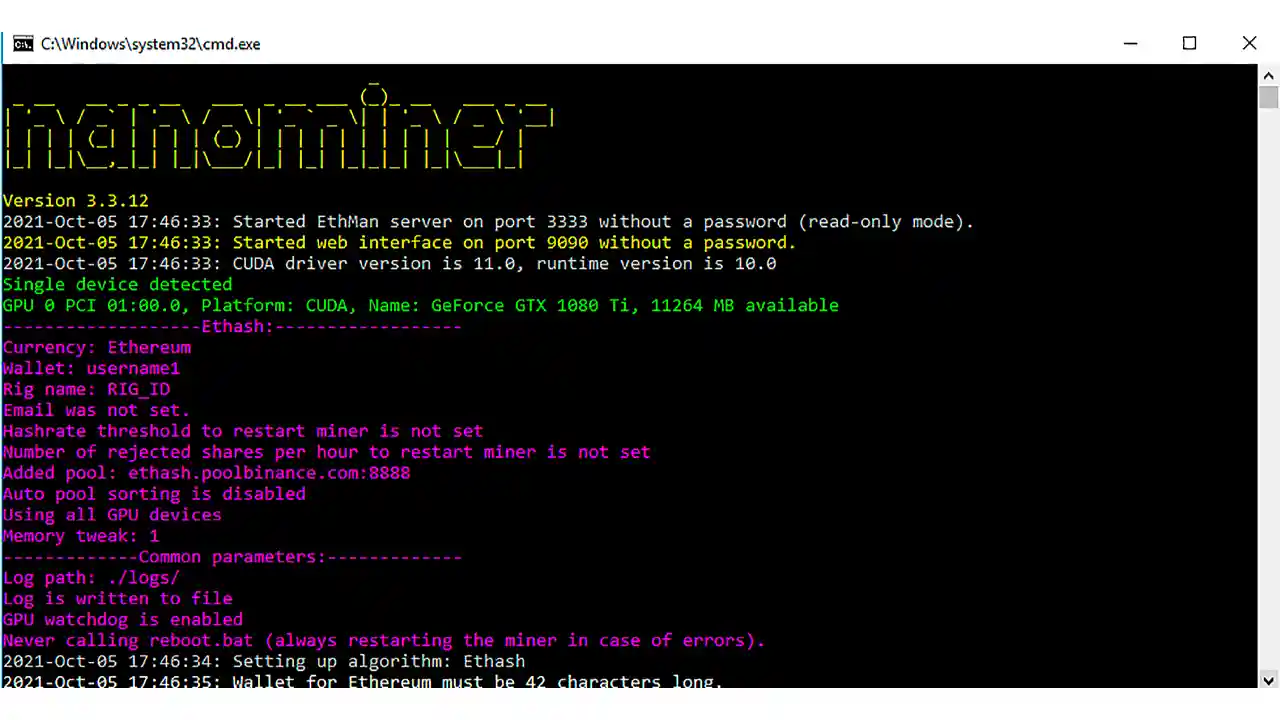 C:\Windows\system32\cmd.exe
nanominer
Version 3.3.12
2021-Oct-05 17:46:33: Started EthMan server on port 3333 without a password (read-only mode).
2021-Oct-05 17:46:33: Started web interface on port 9090 without a password.
2021-Oct-05 17:46:33: CUDA driver version is 11.0, runtime version is 10.0
Single device detected
GPU 0 PCI 01:00.0, Platform: CUDA, Name: GeForce GTX 1080 Ti, 11264 MB available
-------------------Ethash:------------------
Currency: Ethereum
Wallet: username1
Rig name: RIG_ID
Email was not set.
Hashrate threshold to restart miner is not set
Number of rejected shares per hour to restart miner is not set
Added pool: ethash.poolbinance.com:8888
Auto pool sorting is disabled
Using all GPU devices
Memory tweak: 1
-------------Common parameters:-------------
Log path: ./logs/
Log is written to file
GPU watchdog is enabled
Never calling reboot.bat (always restarting the miner in case of errors).
2021-Oct-05 17:46:34: Setting up algorithm: Ethash
2021-Oct-05 17:46:35: Wallet for Ethereum must be 42 characters long.